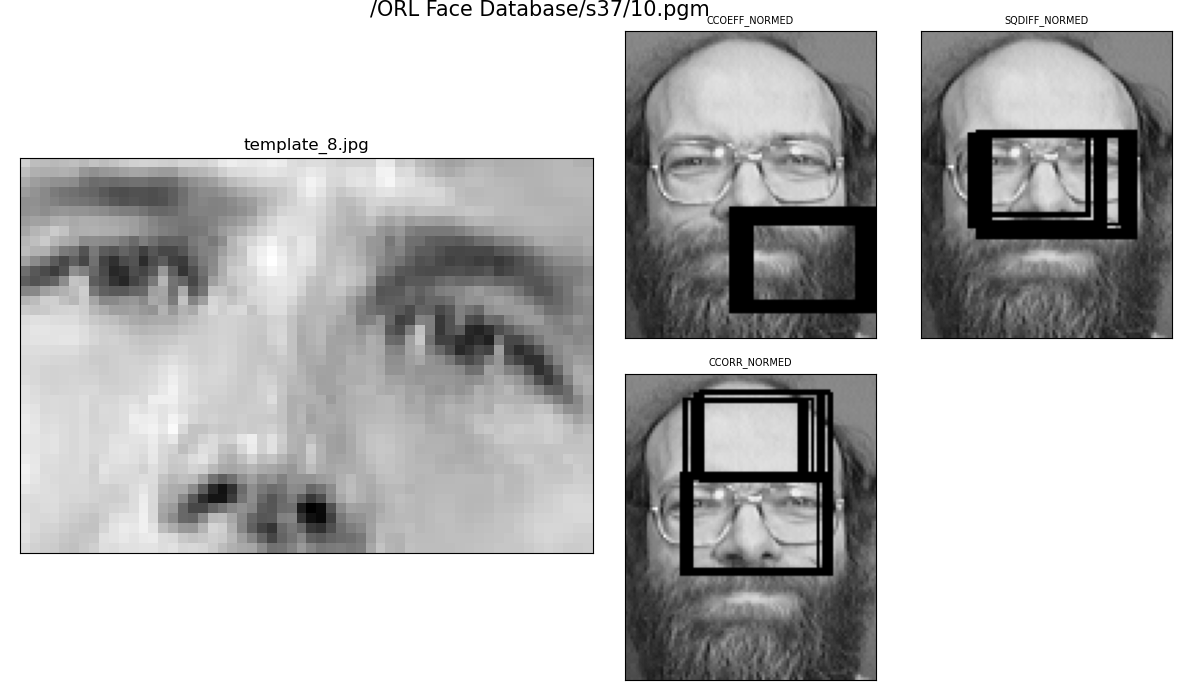 /ORL Face Database/s37/10.pgm
CCOEFF_NORMED
SQDIFF_NORMED
template_8.jpg
CCORR_NORMED